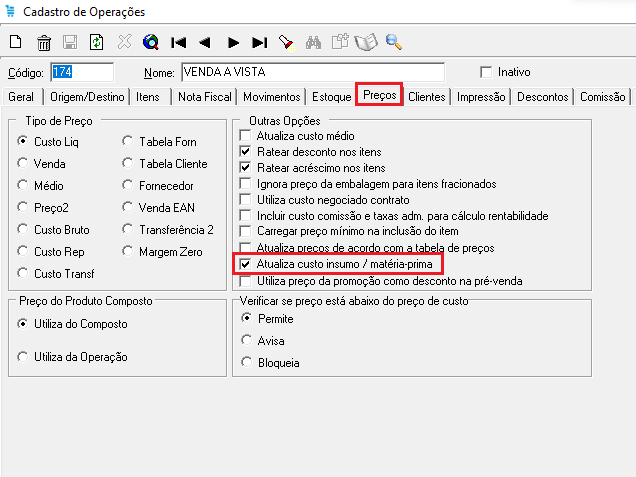 Cadastro de Operações
Código: 174 Nome: VENDA A VISTA Inativo
Geral Origem/Destino Itens Nota Fiscal Movimentos Estoque Preços Clientes Impressão Descontos Comissão
Tipo de Preço
Custo Liq
Venda
Médio
Preço2
Custo Bruto
Custo Rep
Custo Transf
Tabela Forn
Tabela Cliente
Fornecedor
Venda EAN
Transferência 2
Margem Zero
Outras Opções
Atualiza custo médio
Ratear desconto nos itens
Ratear acréscimo nos itens
Ignora preço da embalagem para itens fracionados
Utiliza custo negociado contrato
Incluir custo comissão e taxas adm. para cálculo rentabilidade
Carregar preço mínimo na inclusão do item
Atualiza preços de acordo com a tabela de preços
Atualiza custo insumo / matéria-prima
Utiliza preço da promoção como desconto na pré-venda
Preço do Produto Composto
Utiliza do Composto
Utiliza da Operação
Verificar se preço está abaixo do preço de custo
Permite
Avisa
Bloqueia